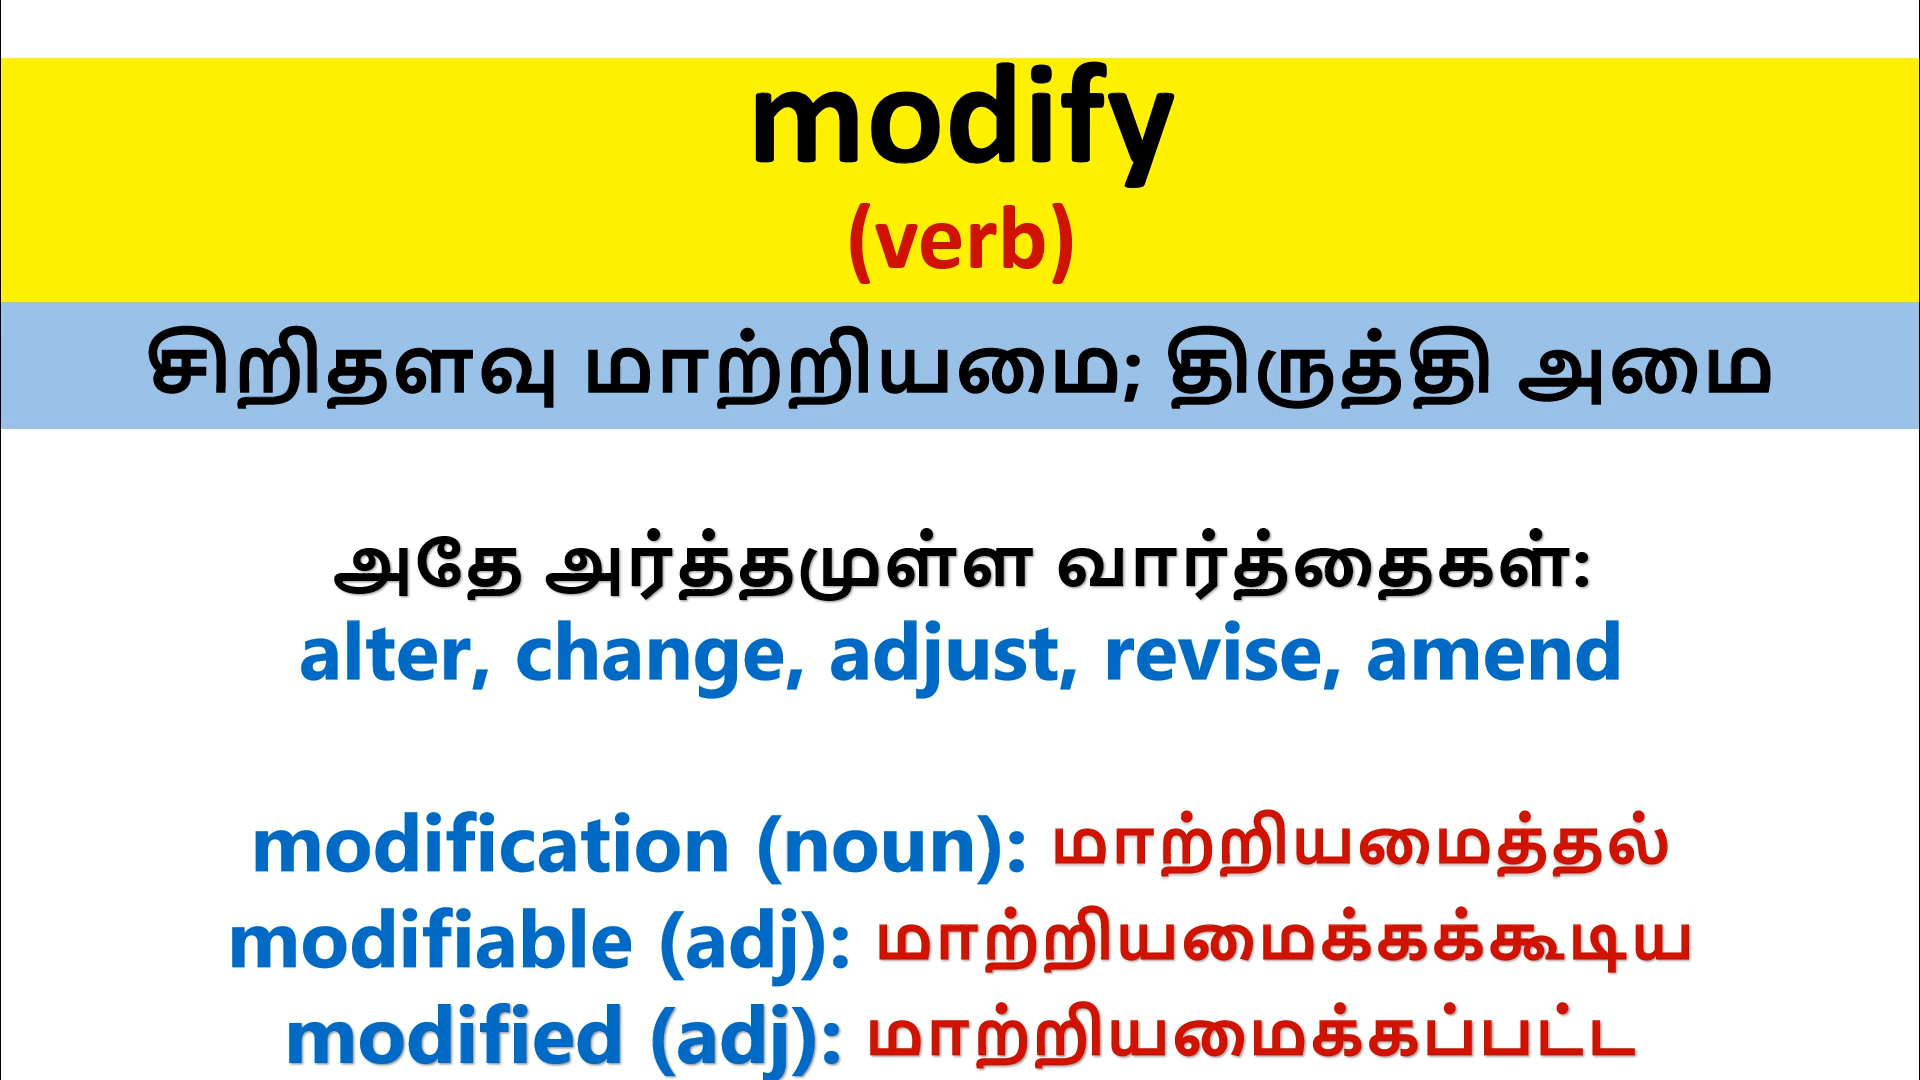 modify
(verb)
சிறிதளவு மாற்றியமை; திருத்தி அமை
அதே அர்த்தமுள்ள வார்த்தைகள்:
alter, change, adjust, revise, amend
modification (noun): மாற்றியமைத்தல்
modifiable (adj): மாற்றியமைக்கக்கூடிய
modified (adj): மாற்றியமைக்கப்பட்ட